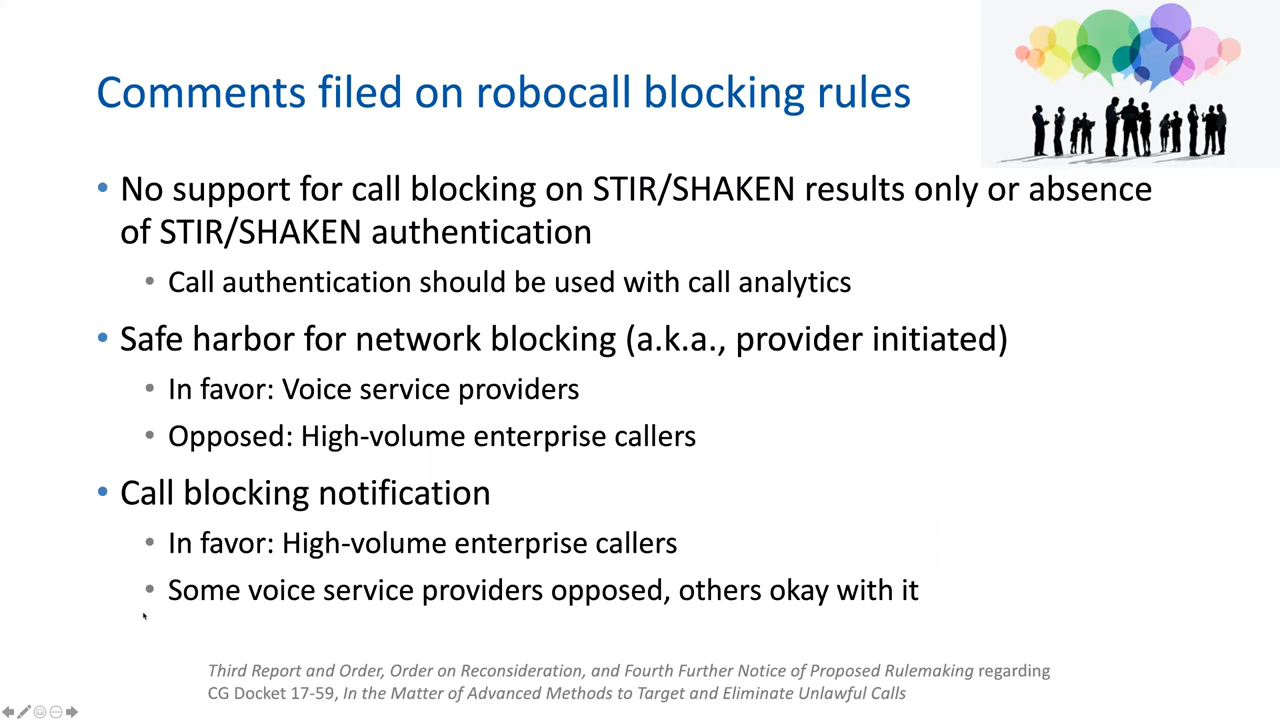 Comments filed on robocall blocking rules
• No support for call blocking on STIR/SHAKEN results only or absence
of STIR/SHAKEN authentication
• Call authentication should be used with call analytics
• Safe harbor for network blocking (a.k.a., provider initiated)
• In favor: Voice service providers
• Opposed: High-volume enterprise callers
• Call blocking notification
• In favor: High-volume enterprise callers
• Some voice service providers opposed, others okay with it
Third Report and Order, Order on Reconsideration, and Fourth Further Notice of Proposed Rulemaking regarding
CG Docket 17-59, In the Matter of Advanced Methods to Target and Eliminate Unlawful Calls